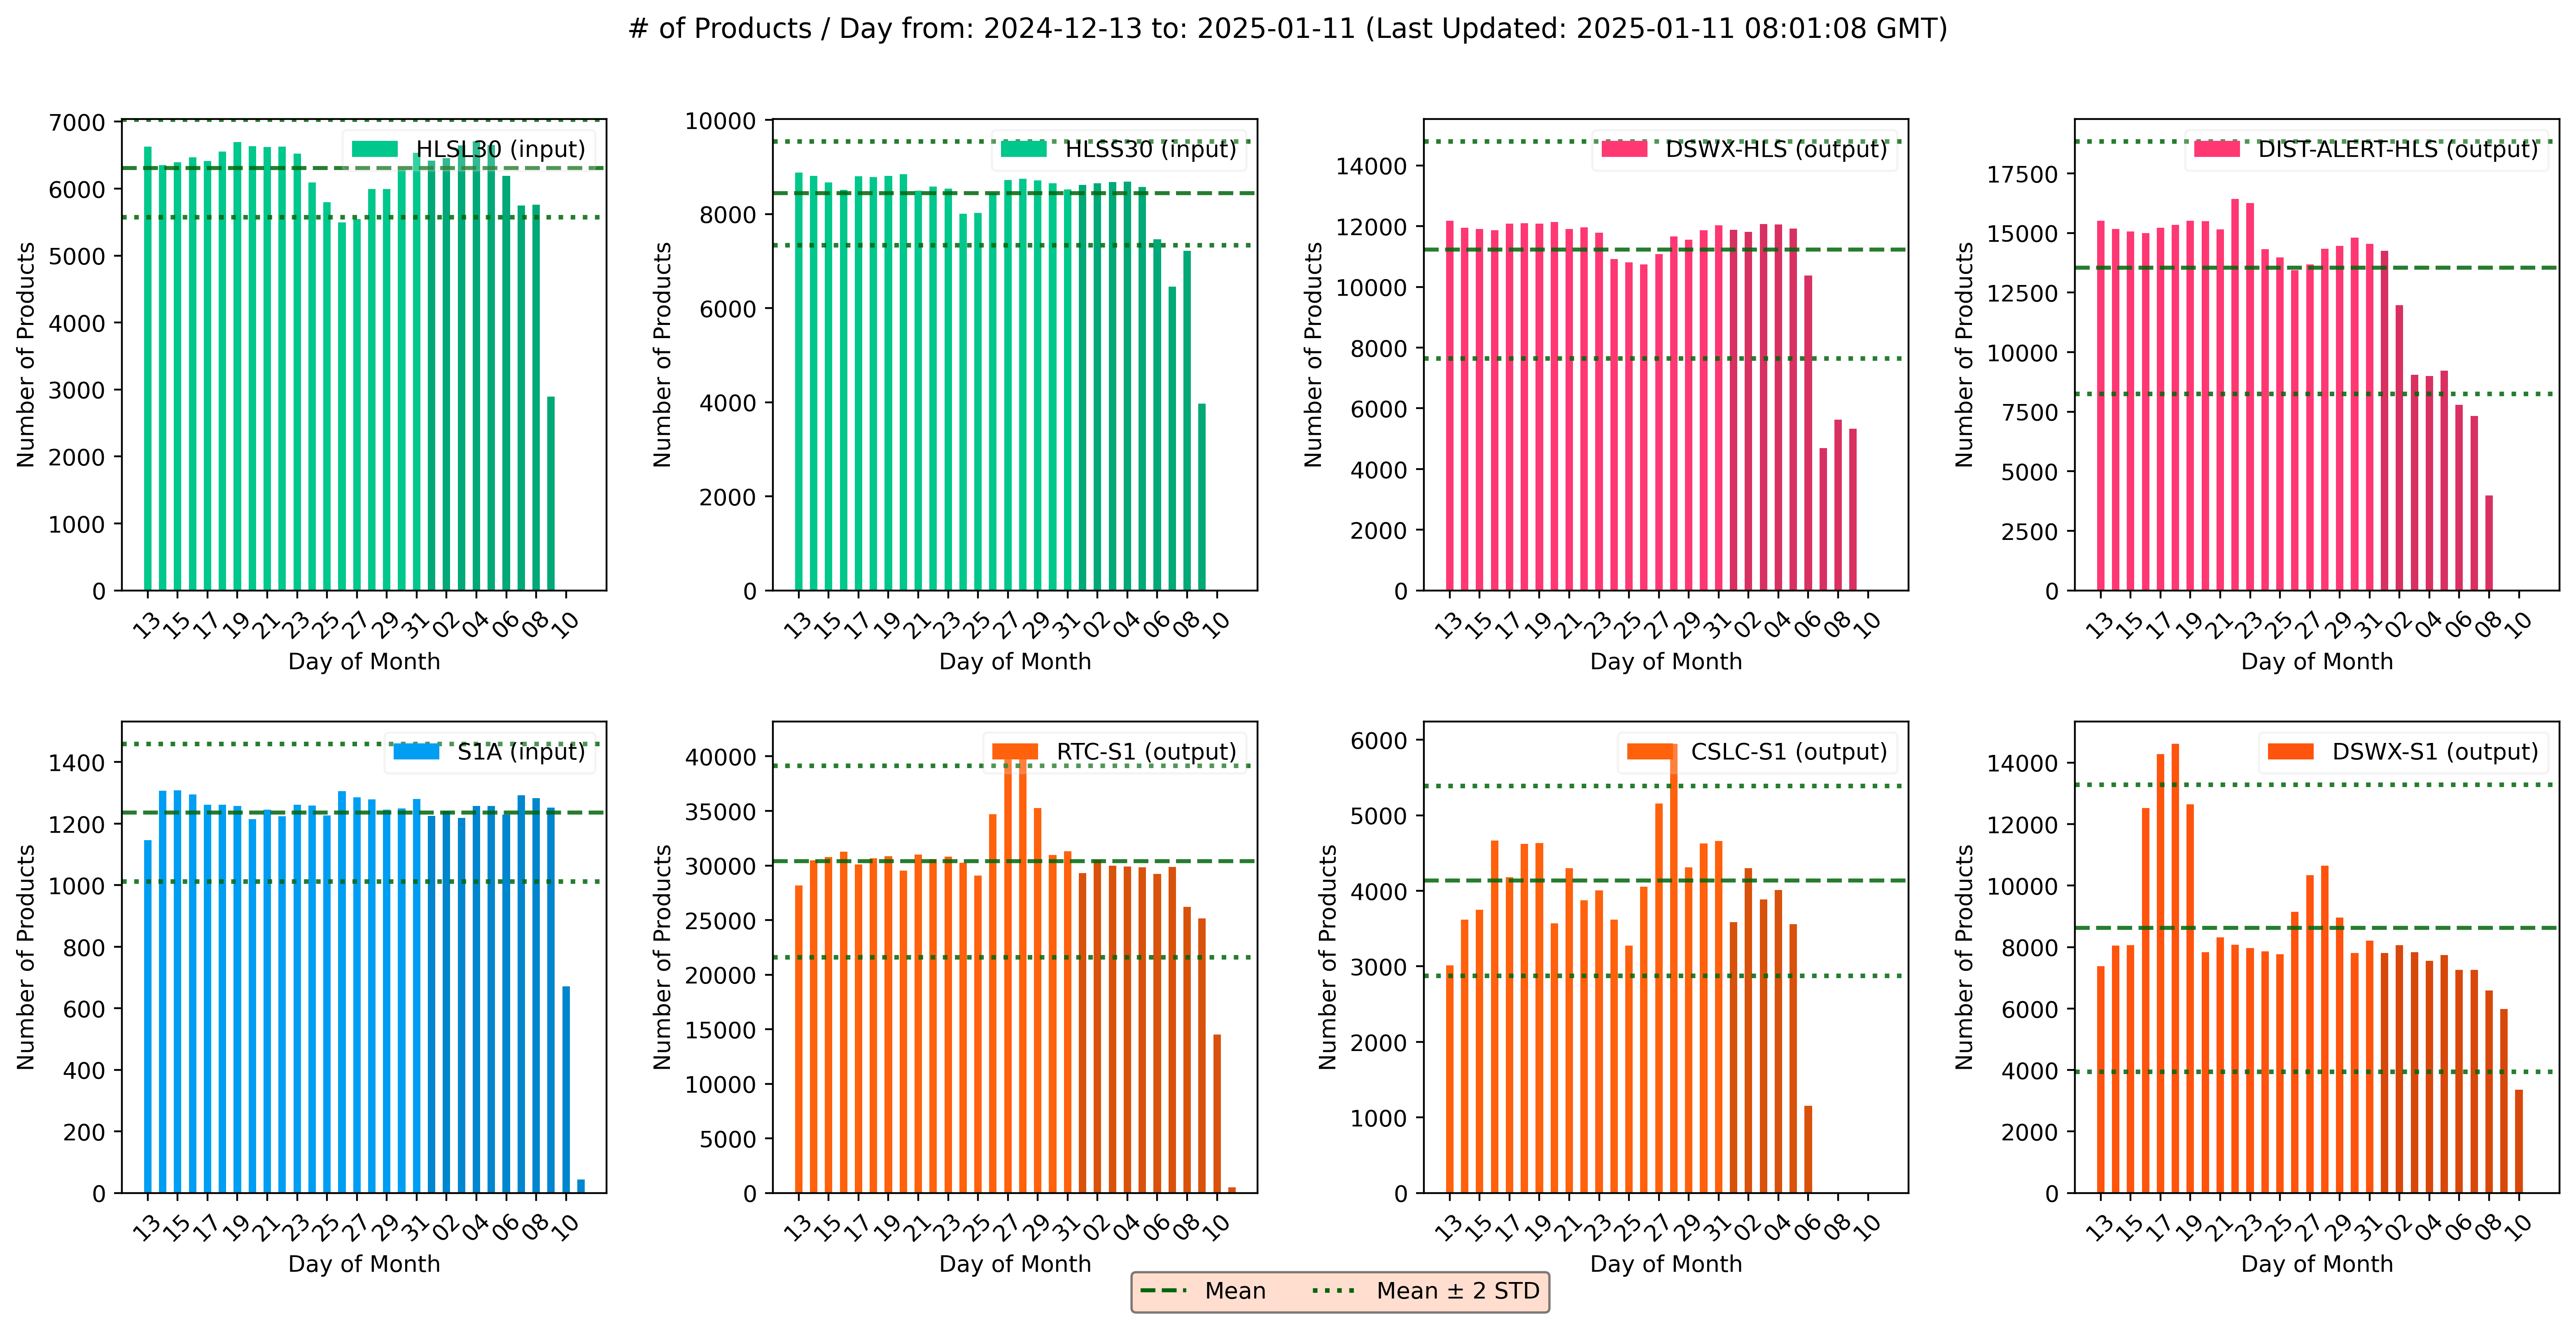 # of Products / Day from: 2024-12-13 to: 2025-01-11 (Last Updated: 2025-01-11 08:01:08 GMT)
HLSL30 (input)
Number of Products
7000
6000
5000
4000
3000
2000
1000
0
13 15 17 19 21 23 25 27 29 31 02 04 06 08 10
Day of Month
HLSS30 (input)
Number of Products
10000
8000
6000
4000
2000
0
13 15 17 19 21 23 25 27 29 31 02 04 06 08 10
Day of Month
DSWX-HLS (output)
Number of Products
14000
12000
10000
8000
6000
4000
2000
0
13 15 17 19 21 23 25 27 29 31 02 04 06 08 10
Day of Month
DIST-ALERT-HLS (output)
Number of Products
17500
15000
12500
10000
7500
5000
2500
0
13 15 17 19 21 23 25 27 29 31 02 04 06 08 10
Day of Month
S1A (input)
Number of Products
1400
1200
1000
800
600
400
200
0
13 15 17 19 21 23 25 27 29 31 02 04 06 08 10
Day of Month
RTC-S1 (output)
Number of Products
40000
35000
30000
25000
20000
15000
10000
5000
0
13 15 17 19 21 23 25 27 29 31 02 04 06 08 10
Day of Month
CSLC-S1 (output)
Number of Products
6000
5000
4000
3000
2000
1000
0
13 15 17 19 21 23 25 27 29 31 02 04 06 08 10
Day of Month
DSWX-S1 (output)
Number of Products
14000
12000
10000
8000
6000
4000
2000
0
13 15 17 19 21 23 25 27 29 31 02 04 06 08 10
Day of Month
Mean
Mean ± 2 STD